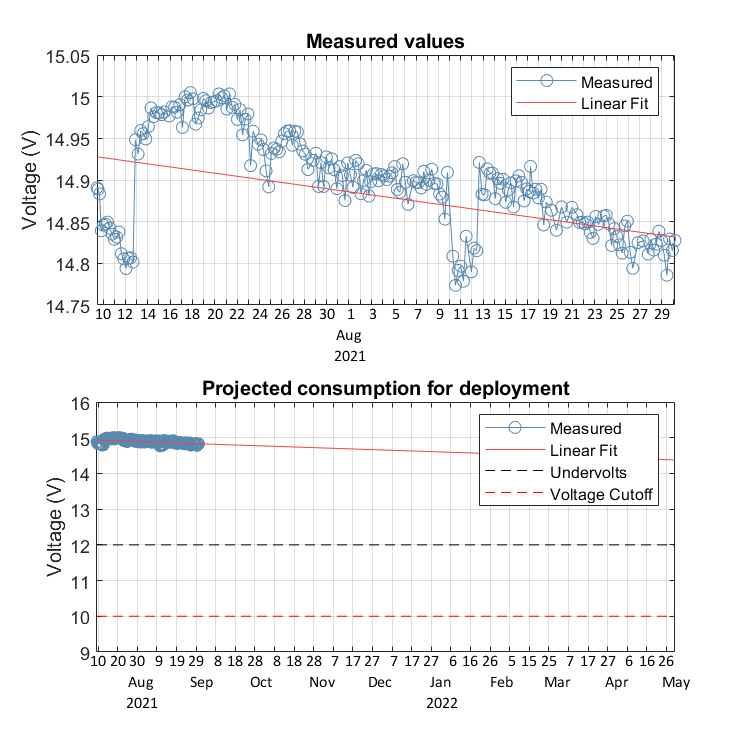 Measured values
15.05
15
14.95
14.9
14.85
14.8
14.75
Voltage (V)
Measured
Linear Fit
10 12 14 16 18 20 22 24 26 28 30 1 3 5 7 9 11 13 15 17 19 21 23 25 27 29
Aug
2021
Projected consumption for deployment
16
15
14
13
12
11
10
9
Voltage (V)
Measured
Linear Fit
Undervolts
Voltage Cutoff
10 20 30 9 19 29 8 18 28 8 18 28 7 17 27 7 17 27 6 16 26 5 15 25 7 17 27 6 16 26
Aug Sep Oct Nov Dec Jan Feb Mar Apr May
2021 2022